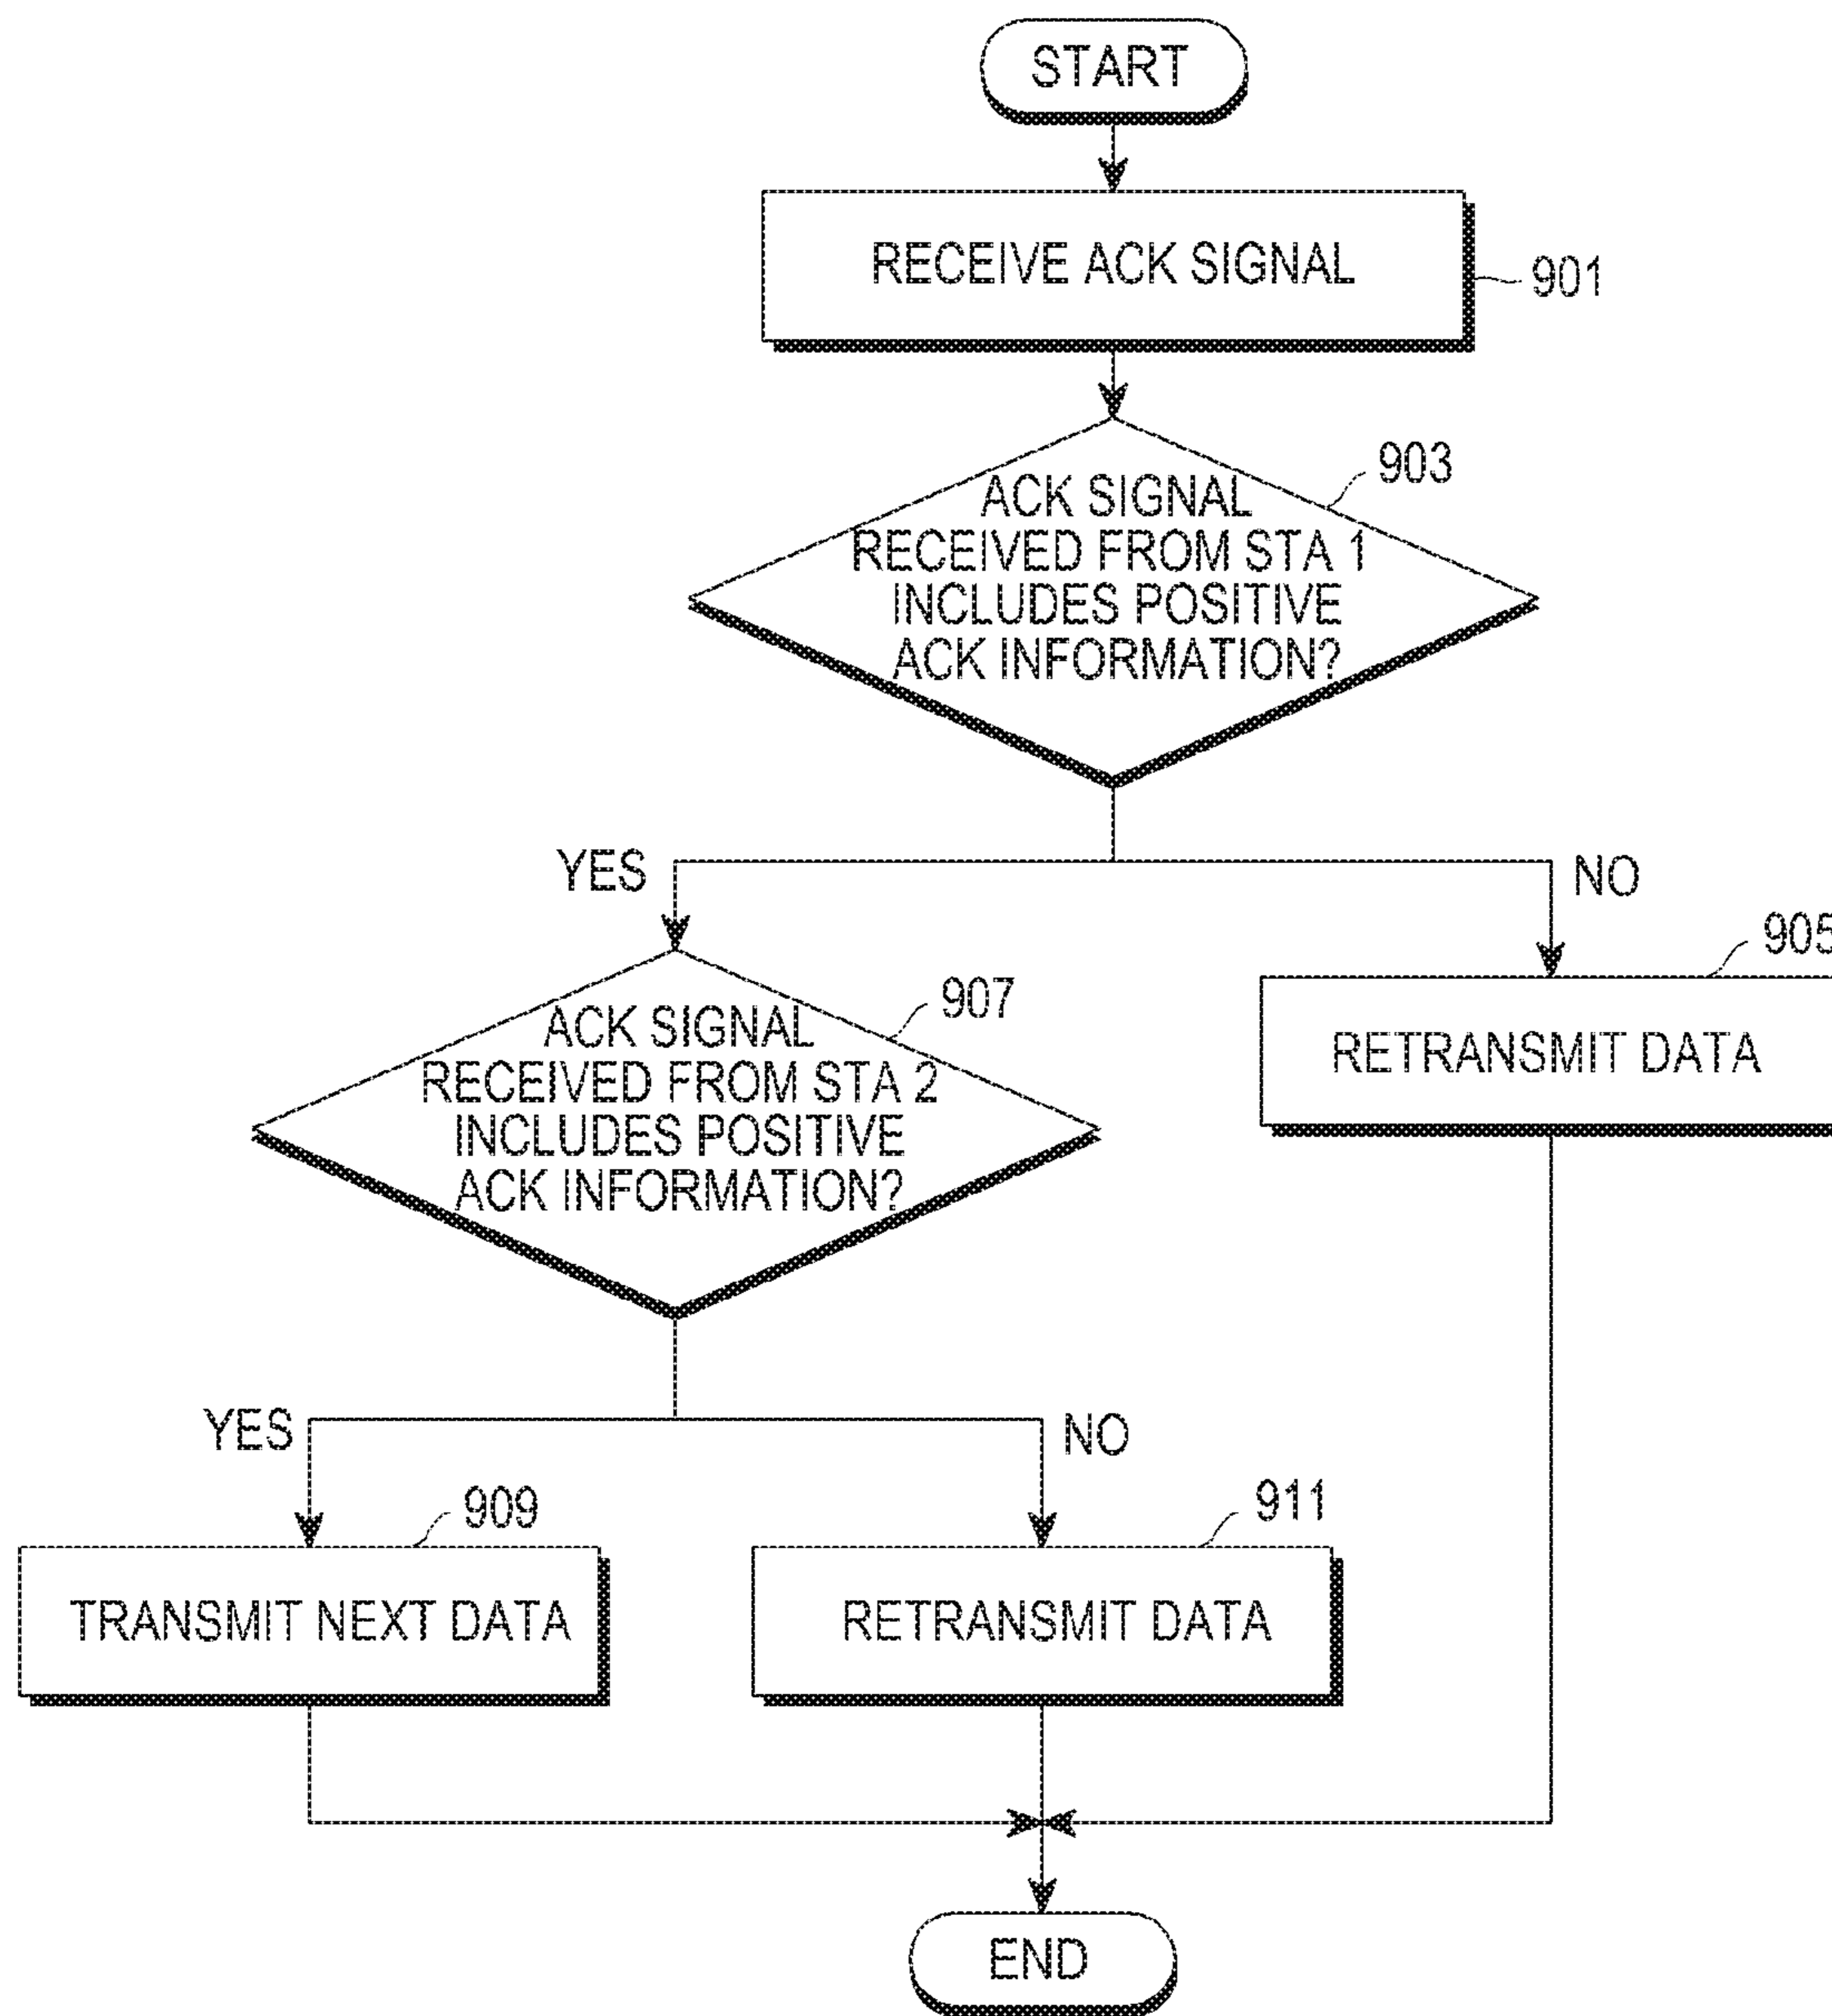 START
RECEIVE ACK SIGNAL
901
903
ACK SIGNAL
RECEIVED FROM STA 1
INCLUDES POSITIVE
ACK INFORMATION?
YES
NO
905
907
ACK SIGNAL
RECEIVED FROM STA 2
INCLUDES POSITIVE
ACK INFORMATION?
RETRANSMIT DATA
YES
NO
909
911
TRANSMIT NEXT DATA
RETRANSMIT DATA
END